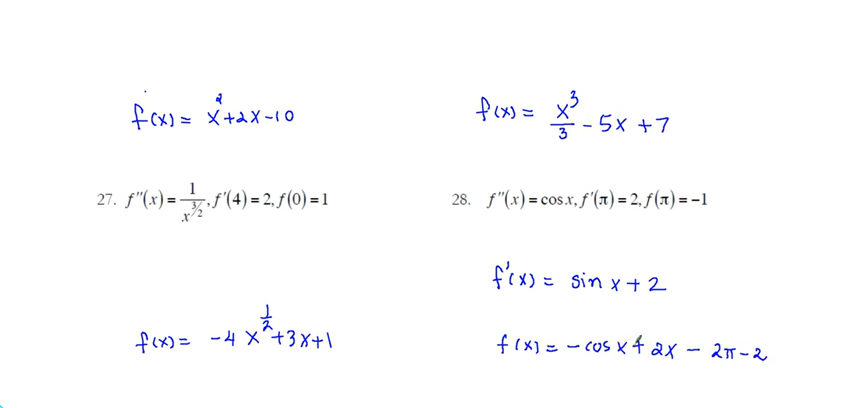 f(x) = x² + 2x - 10
f(x) = x³/3 - 5x + 7
27. f''(x) = 1/x^(3/2), f'(4) = 2, f(0) = 1
28. f''(x) = cos x, f'(π) = 2, f(π) = -1
f'(x) = sin x + 2
f(x) = -4x^(1/2) + 3x + 1
f(x) = -cos x + 2x - 2π - 2